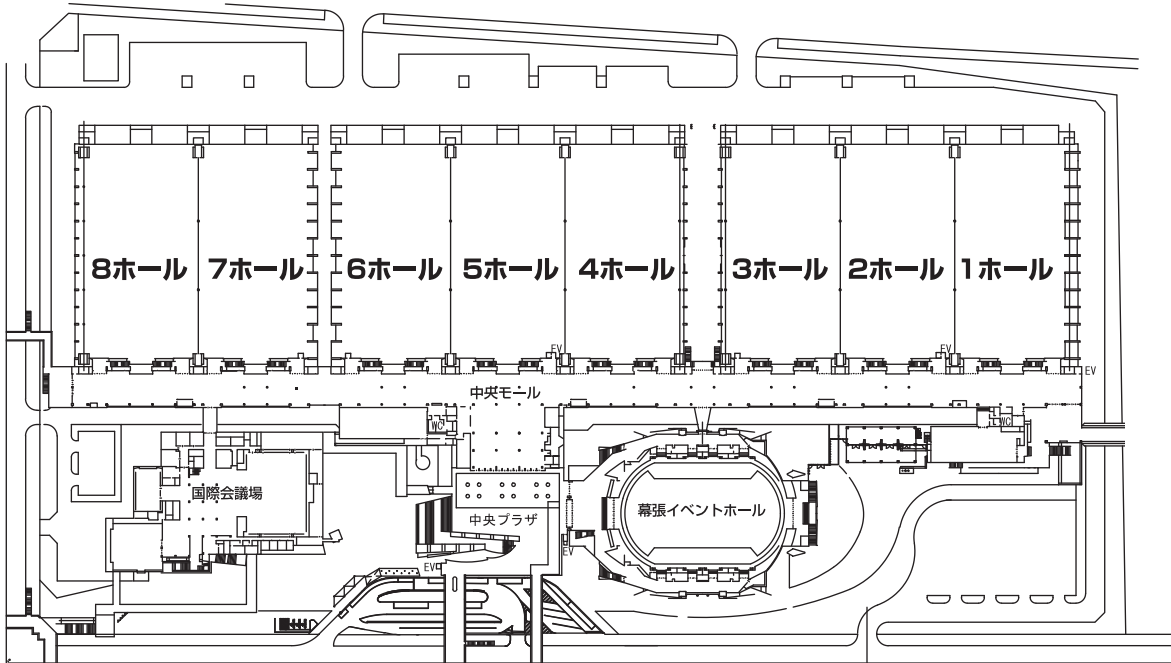 8ホール
7ホール
6ホール
5ホール
4ホール
3ホール
2ホール
1ホール
EV
EV
EV
中央モール
WC
WC
国際会議場
幕張イベントホール
中央プラザ
EV
EV